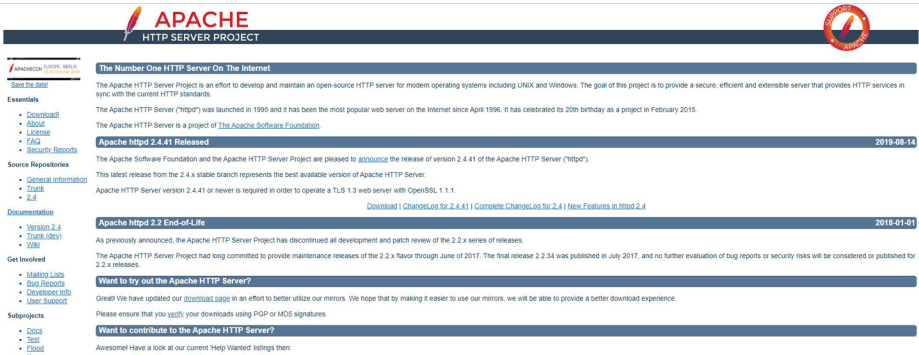 APACHE
HTTP SERVER PROJECT
SUPPORT
APACHE
APACHECON
EUROPE BERLIN
Save the date!
Essentials
Download!
About
License
FAQ
Security Reports
Source Repositories
General Information
Trunk
2.4
Documentation
Version 2.4
Trunk (dev)
Wiki
Get Involved
Mailing Lists
Bug Reports
Developer Info
User Support
Subprojects
Docs
Test
Flood
The Number One HTTP Server On The Internet
The Apache HTTP Server Project is an effort to develop and maintain an open-source HTTP server for modern operating systems including UNIX and Windows. The goal of this project is to provide a secure, efficient and extensible server that provides HTTP services in
sync with the current HTTP standards.
The Apache HTTP Server ("httpd") was launched in 1995 and it has been the most popular web server on the Internet since April 1996. It has celebrated its 20th birthday as a project in February 2015.
The Apache HTTP Server is a project of The Apache Software Foundation.
Apache httpd 2.4.41 Released 2019-08-14
The Apache Software Foundation and the Apache HTTP Server Project are pleased to announce the release of version 2.4.41 of the Apache HTTP Server ("httpd").
This latest release from the 2.4.x stable branch represents the best available version of Apache HTTP Server.
Apache HTTP Server version 2.4.41 or newer is required in order to operate a TLS 1.3 web server with OpenSSL 1.1.1.
Download | ChangeLog for 2.4.41 | Complete ChangeLog for 2.4 | New Features in httpd 2.4
Apache httpd 2.2 End-of-Life 2018-01-01
As previously announced, the Apache HTTP Server Project has discontinued all development and patch review of the 2.2.x series of releases.
The Apache HTTP Server Project had long committed to provide maintenance releases of the 2.2.x flavor through June of 2017. The final release 2.2.34 was published in July 2017, and no further evaluation of bug reports or security risks will be considered or published for
2.2.x releases.
Want to try out the Apache HTTP Server?
Great! We have updated our download page in an effort to better utilize our mirrors. We hope that by making it easier to use our mirrors, we will be able to provide a better download experience.
Please ensure that you verify your downloads using PGP or MD5 signatures.
Want to contribute to the Apache HTTP Server?
Awesome! Have a look at our current 'Help Wanted' listings then: